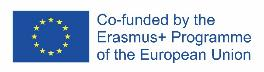 Co-funded by the
Erasmus+ Programme
of the European Union